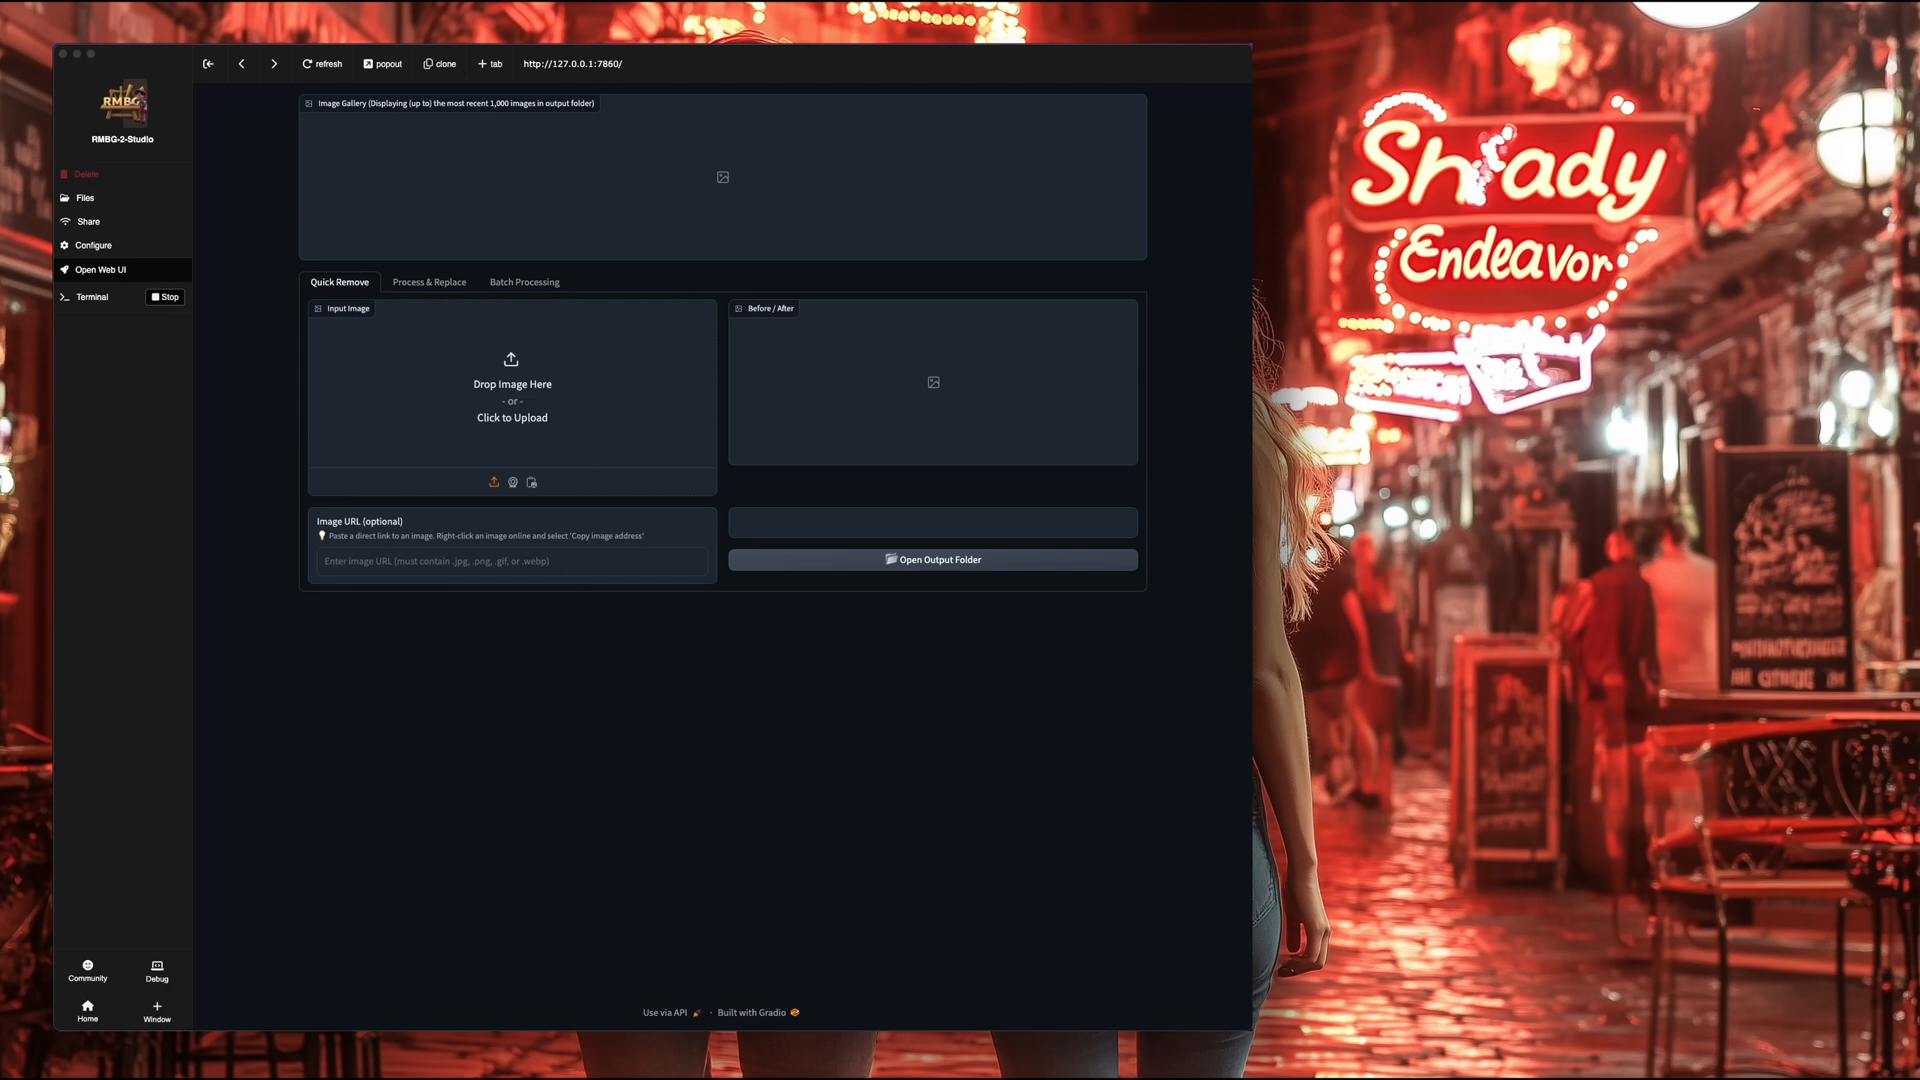 refresh
popout
clone
tab
http://127.0.0.1:7860/
RMBG
RMBG-2-Studio
Delete
Files
Share
Configure
Open Web UI
Terminal
Stop
Community
Debug
Home
Window
Image Gallery (Displaying (up to) the most recent 1,000 images in output folder)
Quick Remove
Process & Replace
Batch Processing
Input Image
Drop Image Here
- or -
Click to Upload
Before / After
Image URL (optional)
Paste a direct link to an image. Right-click an image online and select 'Copy image address'
Enter image URL (must contain .jpg, .png, .gif, or .webp)
Open Output Folder
Use via API
·
Built with Gradio
Shady
Endeavor